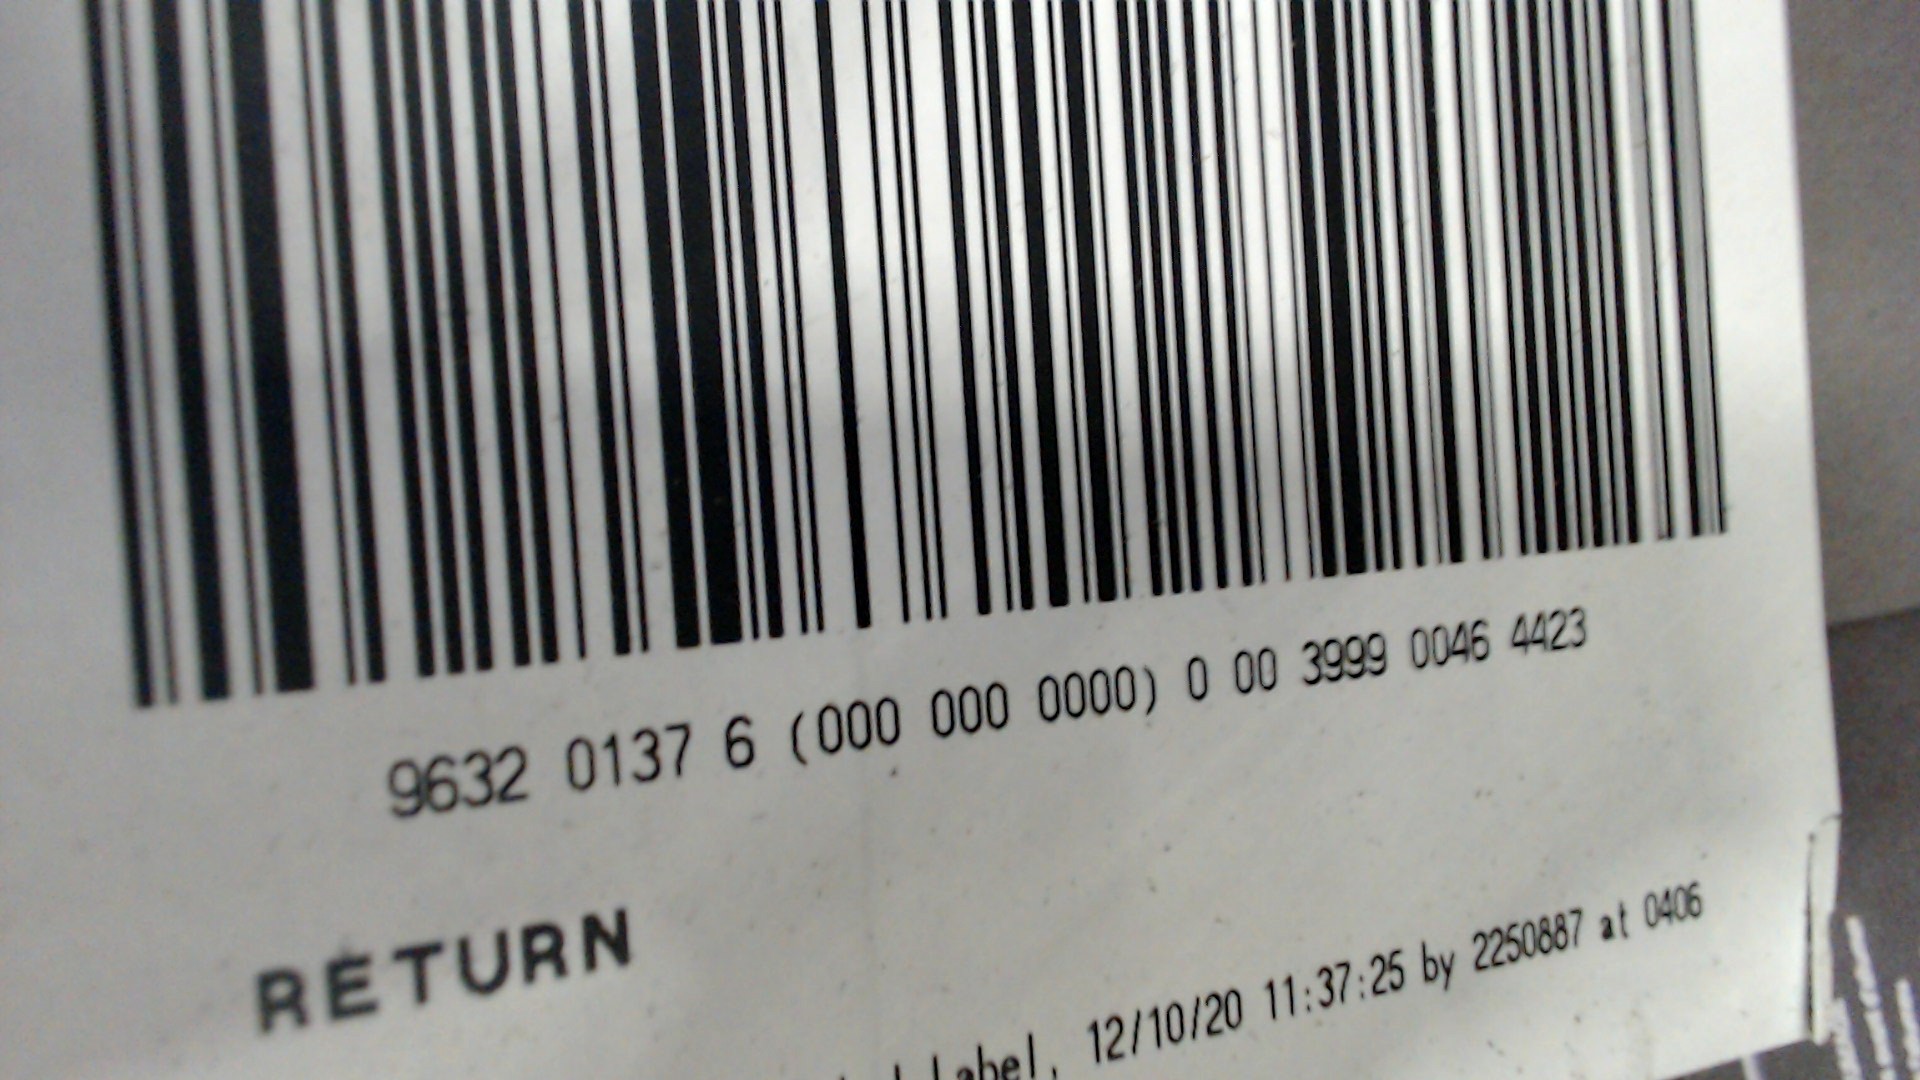 9632 0137 6 (000 000 0000) 0 00 3999 0046 4423
RETURN
Label, 12/10/20 11:37:25 by 2250887 at 0406